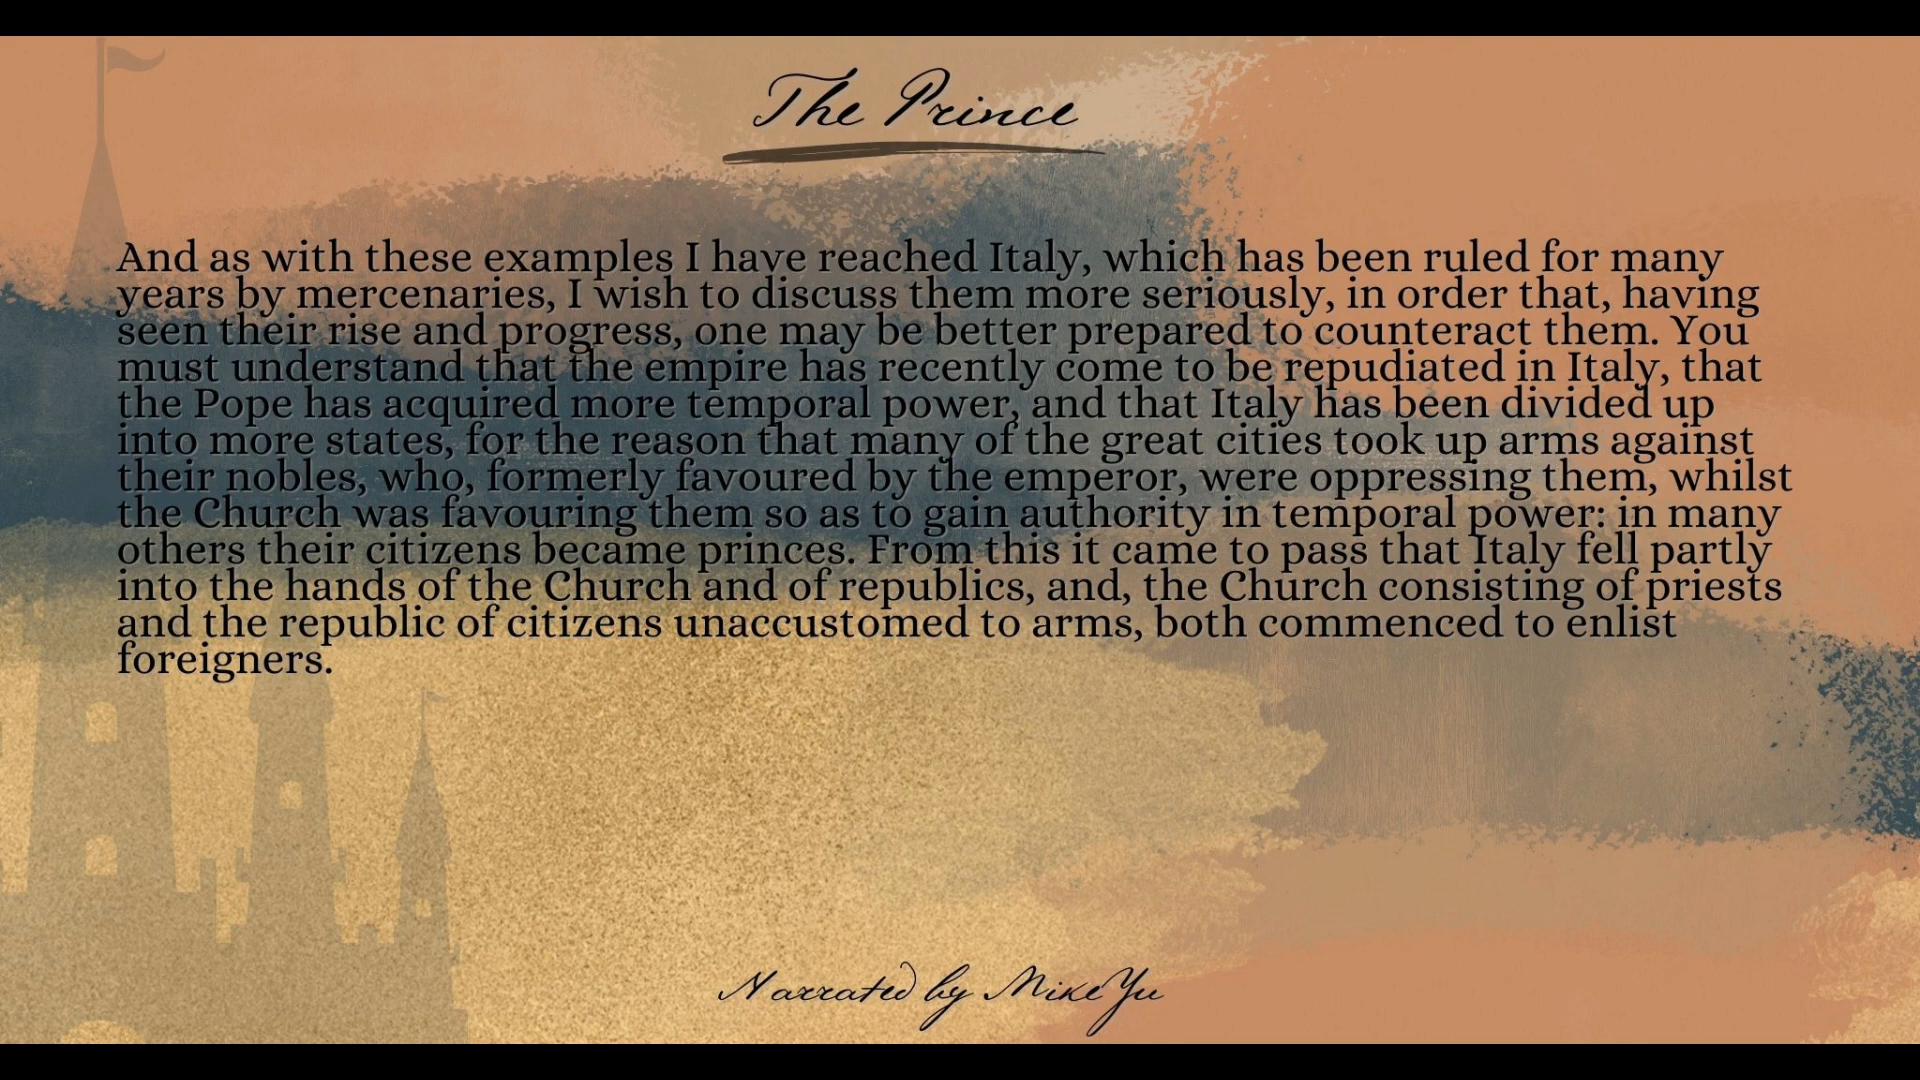 The Prince
And as with these examples I have reached Italy, which has been ruled for many
years by mercenaries, I wish to discuss them more seriously, in order that, having
seen their rise and progress, one may be better prepared to counteract them. You
must understand that the empire has recently come to be repudiated in Italy, that
the Pope has acquired more temporal power, and that Italy has been divided up
into more states, for the reason that many of the great cities took up arms against
their nobles, who, formerly favoured by the emperor, were oppressing them, whilst
the Church was favouring them so as to gain authority in temporal power: in many
others their citizens became princes. From this it came to pass that Italy fell partly
into the hands of the Church and of republics, and, the Church consisting of priests
and the republic of citizens unaccustomed to arms, both commenced to enlist
foreigners.
Narrated by Mike Yu